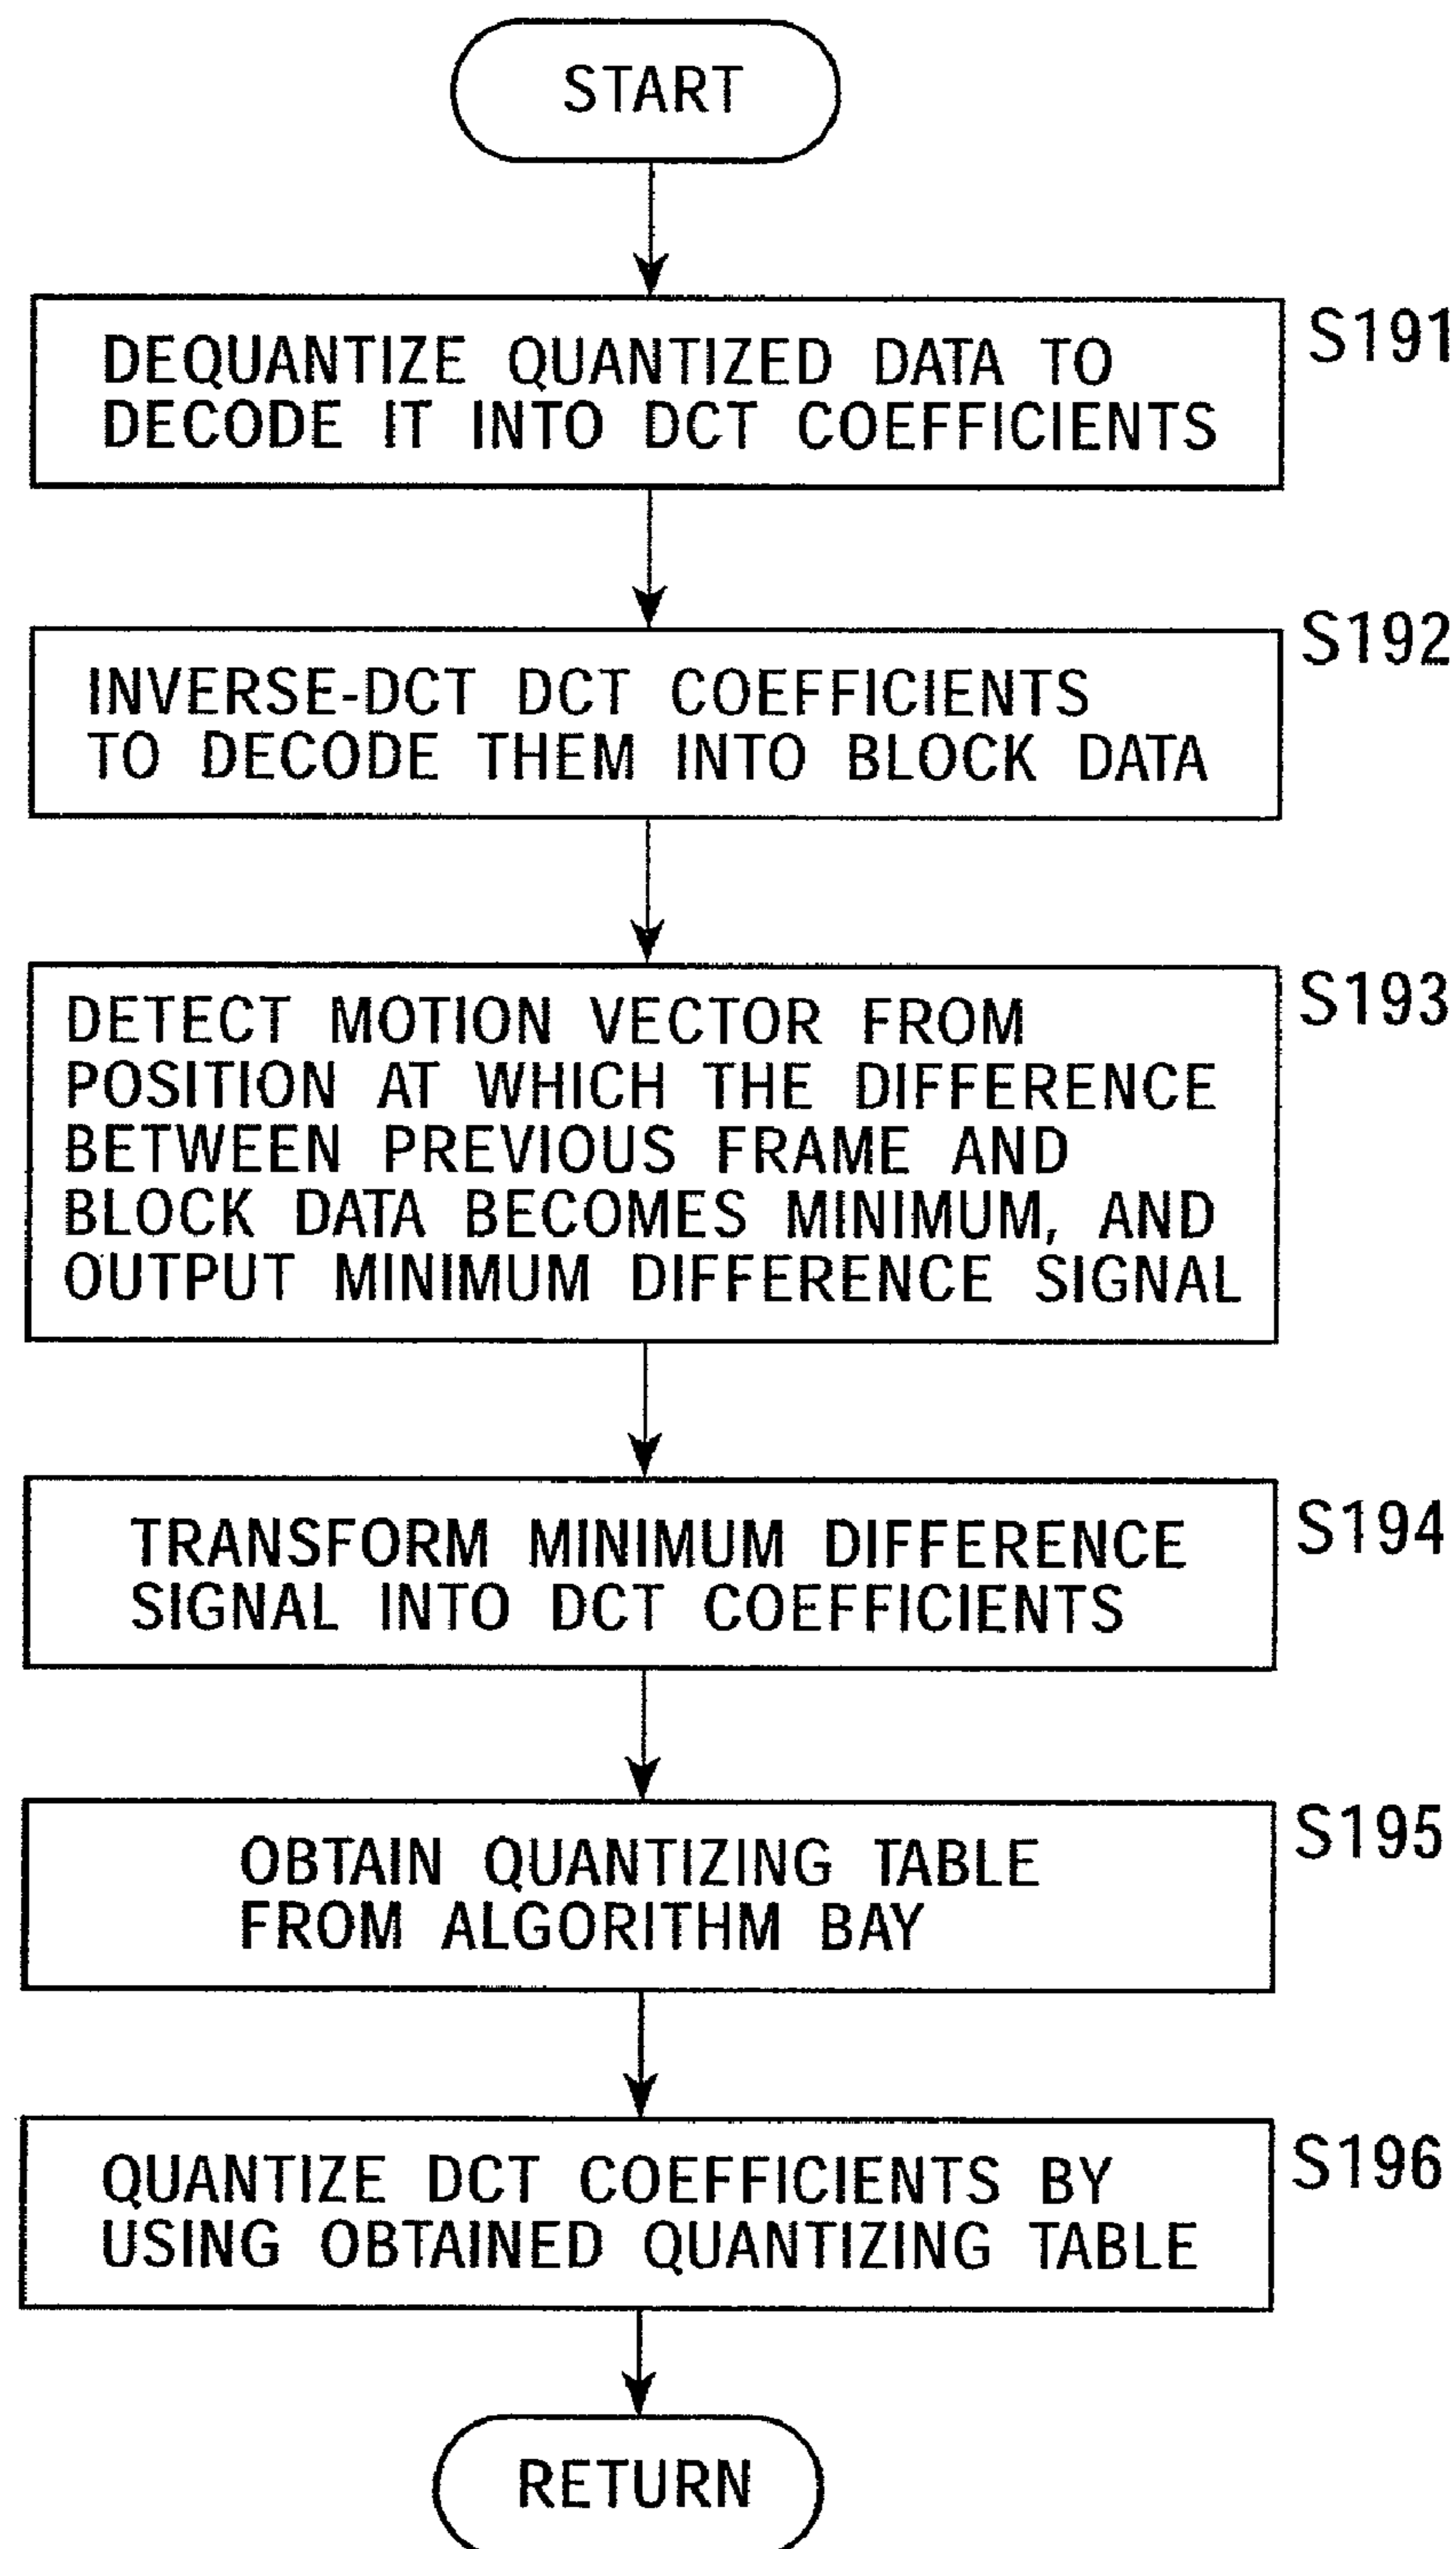 START
DEQUANTIZE QUANTIZED DATA TO
DECODE IT INTO DCT COEFFICIENTS
S191
INVERSE-DCT DCT COEFFICIENTS
TO DECODE THEM INTO BLOCK DATA
S192
DETECT MOTION VECTOR FROM
POSITION AT WHICH THE DIFFERENCE
BETWEEN PREVIOUS FRAME AND
BLOCK DATA BECOMES MINIMUM, AND
OUTPUT MINIMUM DIFFERENCE SIGNAL
S193
TRANSFORM MINIMUM DIFFERENCE
SIGNAL INTO DCT COEFFICIENTS
S194
OBTAIN QUANTIZING TABLE
FROM ALGORITHM BAY
S195
QUANTIZE DCT COEFFICIENTS BY
USING OBTAINED QUANTIZING TABLE
S196
RETURN